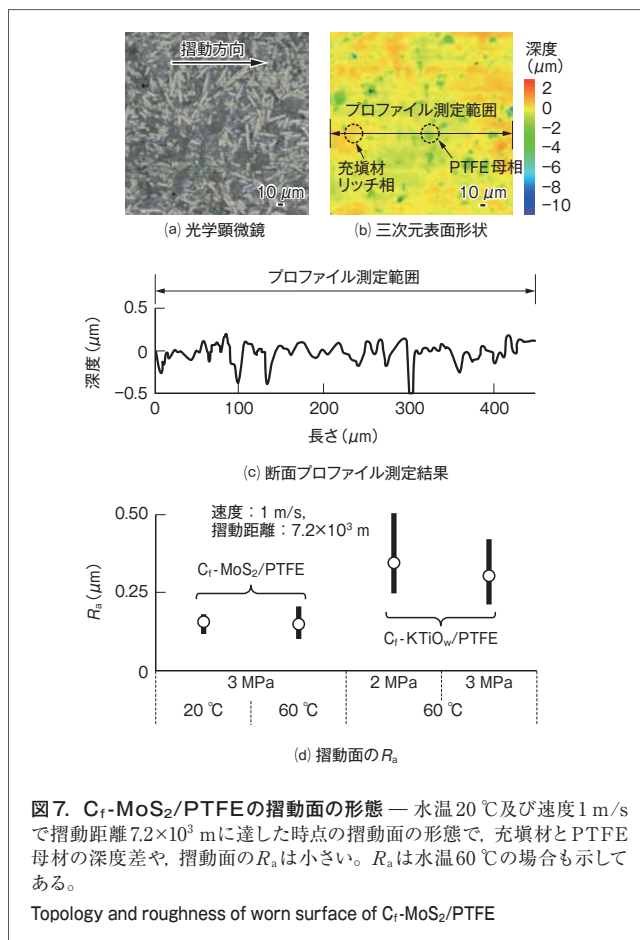 摺動方向
10 μm
(a) 光学顕微鏡
プロファイル測定範囲
充塡材
リッチ相
PTFE母相
10 μm
深度
(μm)
2
0
−2
−4
−6
−8
−10
(b) 三次元表面形状
プロファイル測定範囲
深度(μm)
0.5
0
−0.5
0
100
200
300
400
長さ(μm)
(c) 断面プロファイル測定結果
Ra(μm)
0.50
0.25
0
速度：1 m/s,
摺動距離：7.2×10³ m
Cf-MoS₂/PTFE
Cf-KTiOw/PTFE
3 MPa
2 MPa
3 MPa
20 ℃
60 ℃
60 ℃
(d) 摺動面のRa
図7. Cf-MoS₂/PTFEの摺動面の形態 — 水温20 ℃及び速度1 m/s
で摺動距離7.2×10³ mに達した時点の摺動面の形態で，充塡材とPTFE
母材の深度差や，摺動面のRaは小さい。Raは水温60 ℃の場合も示して
ある。
Topology and roughness of worn surface of Cf-MoS₂/PTFE